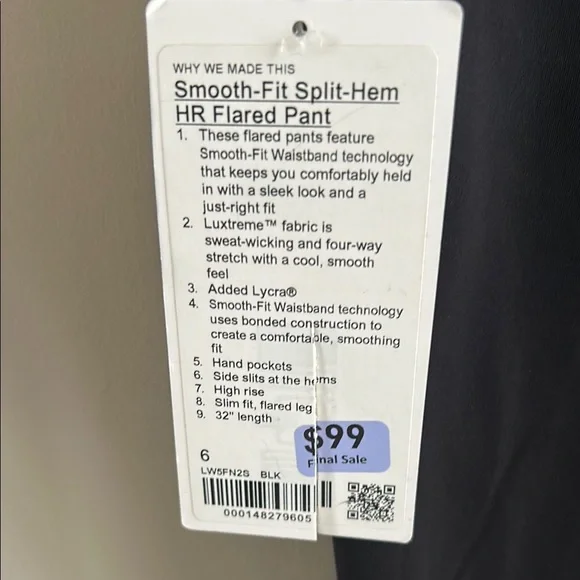 WHY WE MADE THIS
Smooth-Fit Split-Hem
HR Flared Pant
1. These flared pants feature
Smooth-Fit Waistband technology
that keeps you comfortably held
in with a sleek look and a
just-right fit
2. Luxtreme™ fabric is
sweat-wicking and four-way
stretch with a cool, smooth
feel
3. Added Lycra®
4. Smooth-Fit Waistband technology
uses bonded construction to
create a comfortable, smoothing
fit
5. Hand pockets
6. Side slits at the hems
7. High rise
8. Slim fit, flared leg
9. 32" length
$99
Final Sale
6
LW5FN2S BLK
000148279605